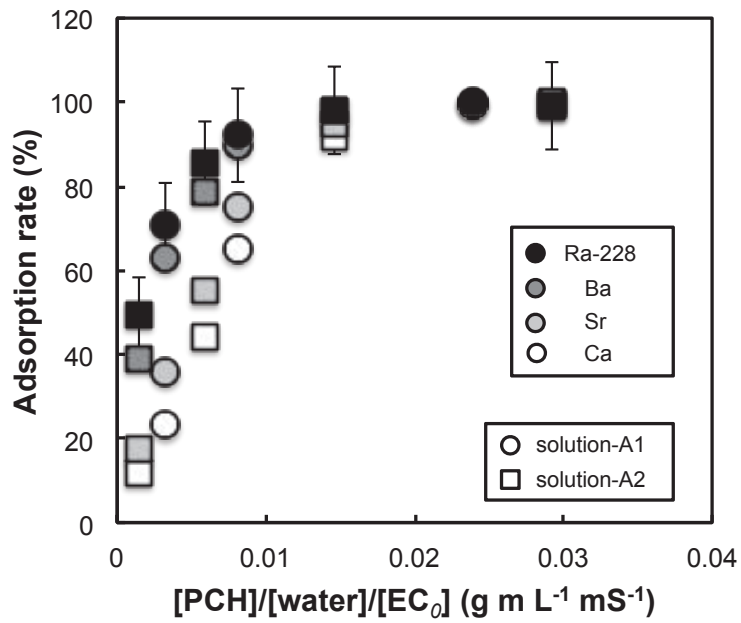 120
100
80
60
40
20
0
Adsorption rate (%)
Ra-228
Ba
Sr
Ca
solution-A1
solution-A2
0 0.01 0.02 0.03 0.04
[PCH]/[water]/[EC₀] (g m L⁻¹ mS⁻¹)